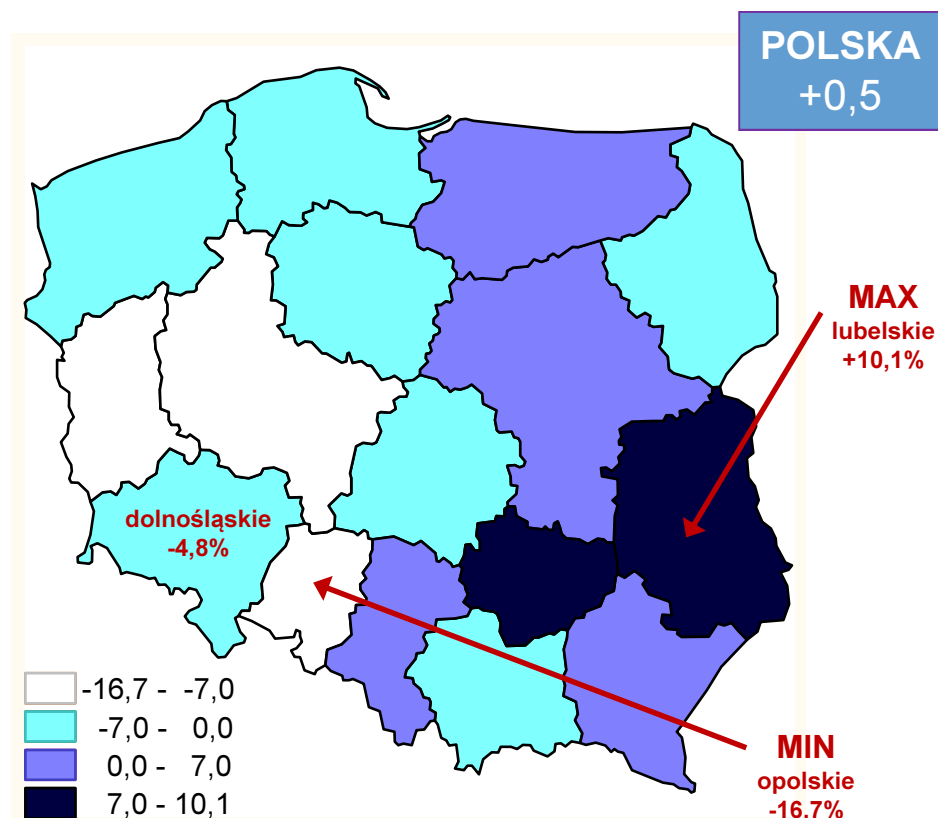 POLSKA
+0,5
MAX
lubelskie
+10,1%
dolnośląskie
-4,8%
-16,7 - -7,0
-7,0 - 0,0
0,0 - 7,0
7,0 - 10,1
MIN
opolskie
-16,7%